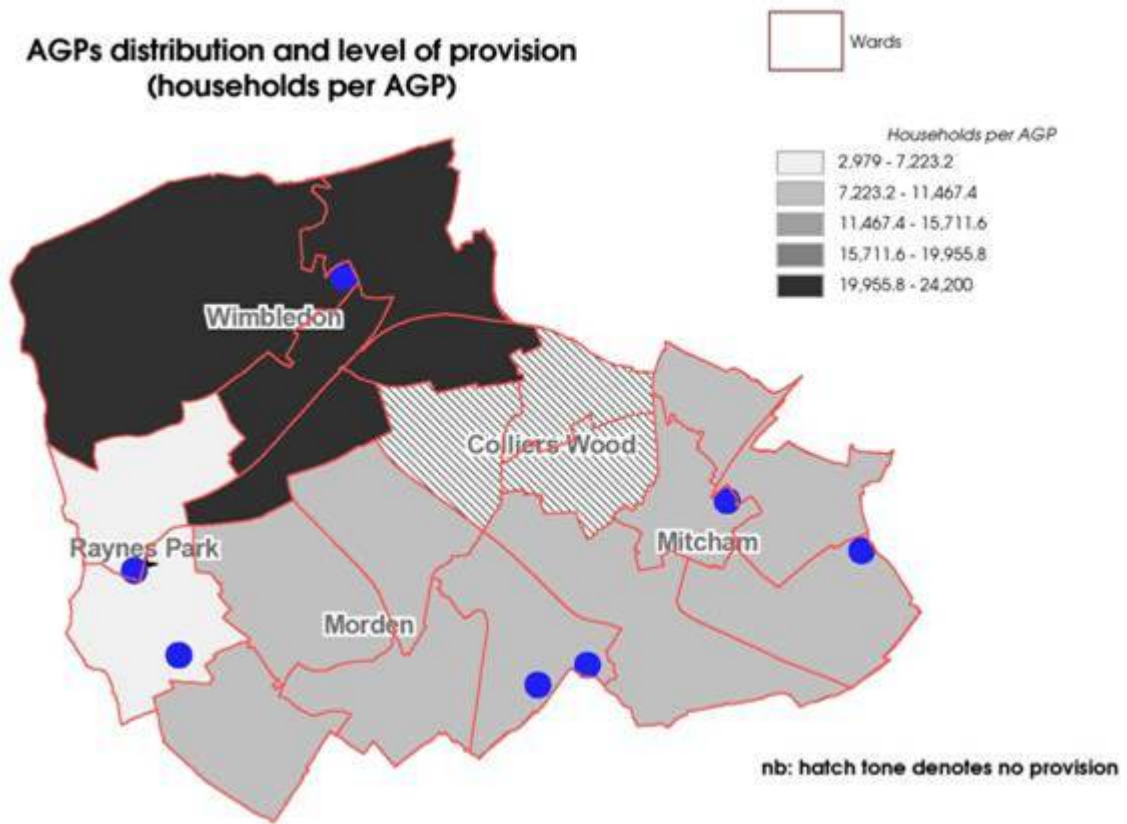 AGPs distribution and level of provision
(households per AGP)
Wards
Households per AGP
2,979 - 7,223.2
7,223.2 - 11,467.4
11,467.4 - 15,711.6
15,711.6 - 19,955.8
19,955.8 - 24,200
Wimbledon
Colliers Wood
Mitcham
Raynes Park
Morden
nb: hatch tone denotes no provision